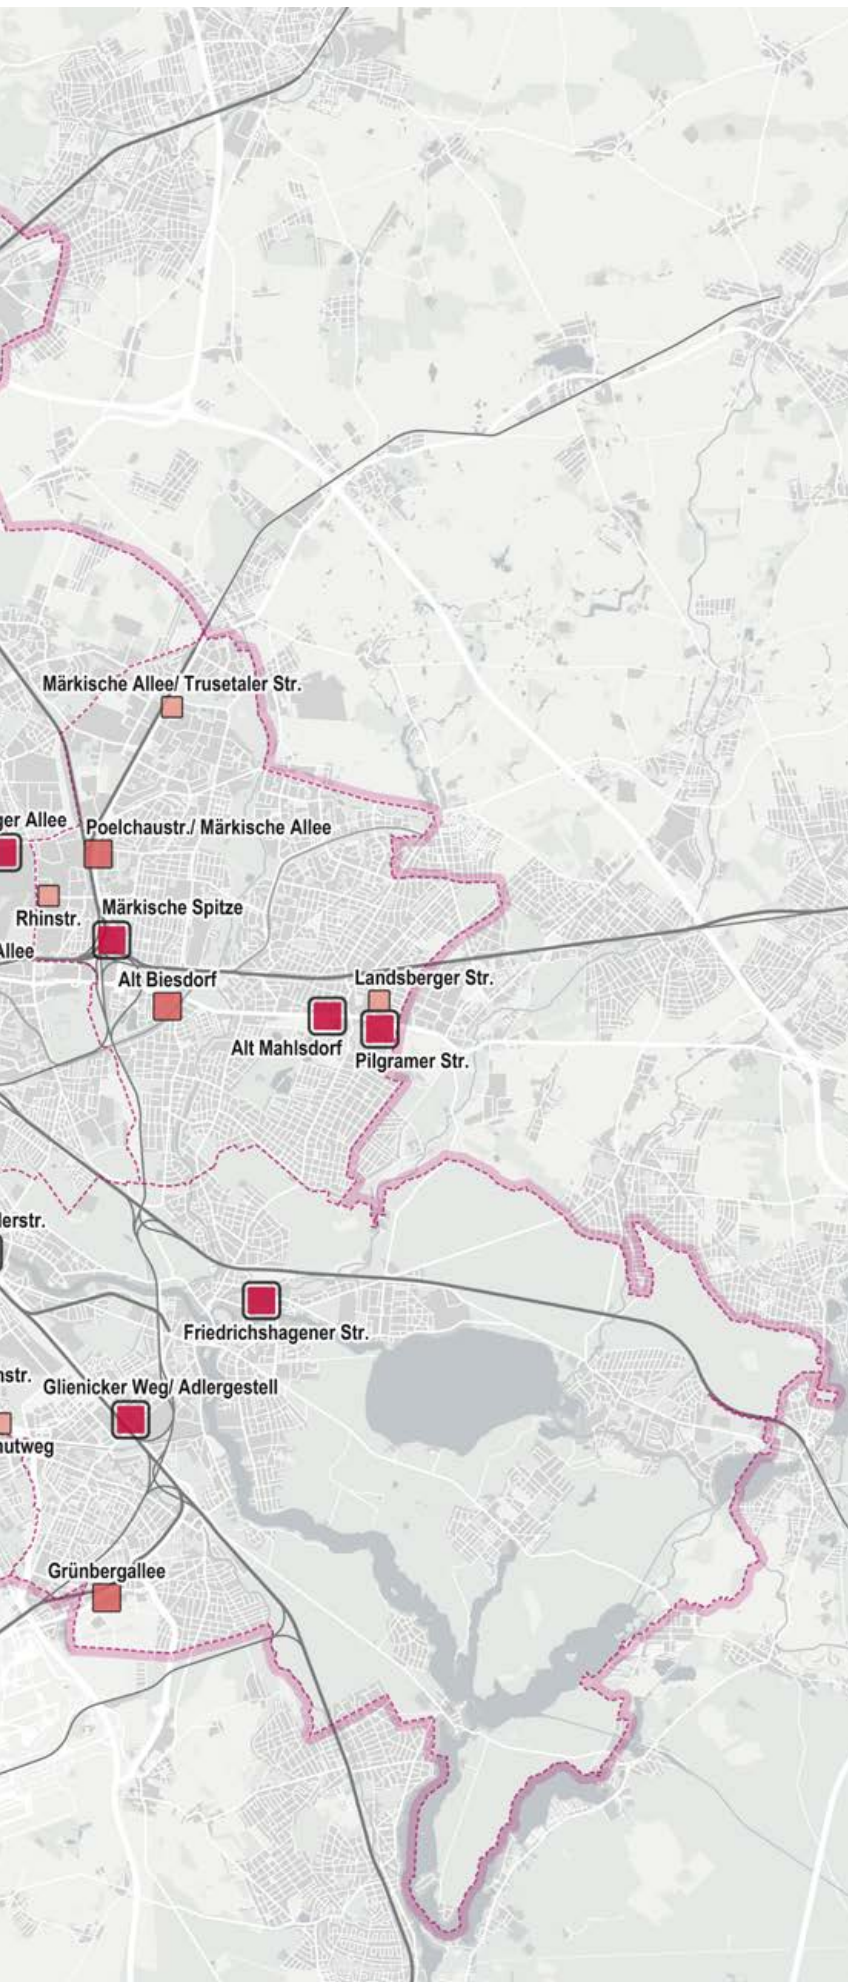 Märkische Allee/ Trusetaler Str.
ger Allee
Poelchaustr./ Märkische Allee
Rhinstr.
Märkische Spitze
Allee
Alt Biesdorf
Landsberger Str.
Alt Mahlsdorf
Pilgramer Str.
lerstr.
Friedrichshagener Str.
nstr.
Glienicker Weg/ Adlergestell
utweg
Grünbergallee